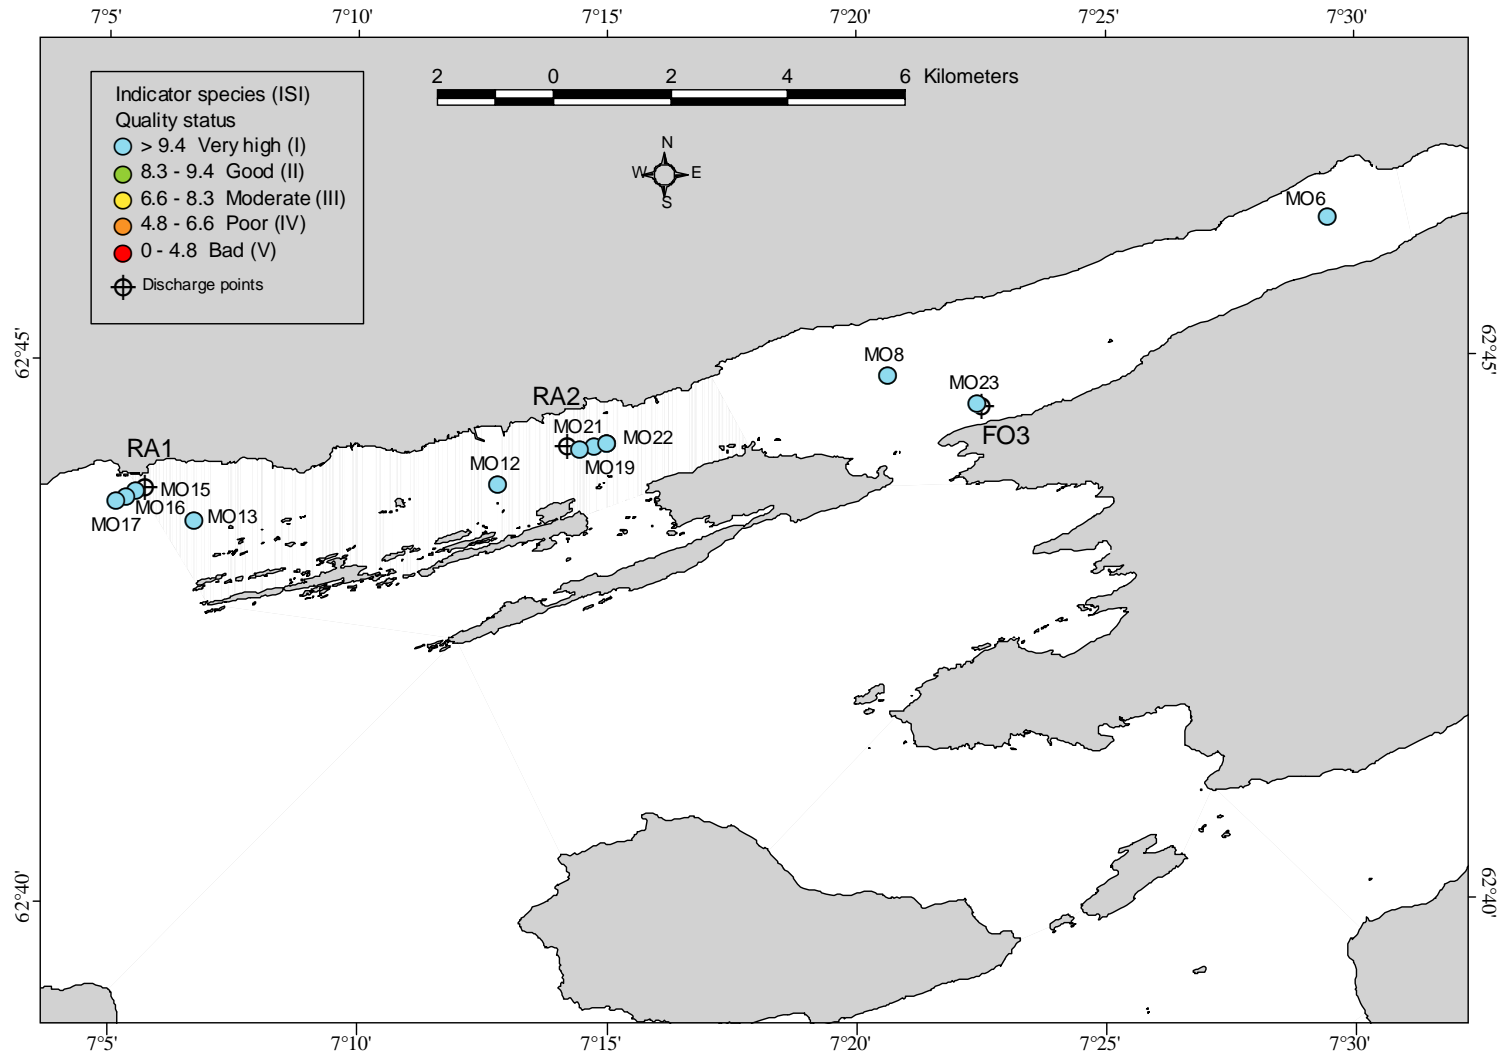 7°5' 7°10' 7°15' 7°20' 7°25' 7°30'
2 0 2 4 6 Kilometers
Indicator species (ISI)
Quality status
> 9.4 Very high (I)
8.3 - 9.4 Good (II)
6.6 - 8.3 Moderate (III)
4.8 - 6.6 Poor (IV)
0 - 4.8 Bad (V)
Discharge points
N
W E
S
MO6
62°45' 62°45'
MO8
MO23
RA2
FO3
MO21
MO22
RA1
MO12
MO19
MO15
MO16
MO13
MO17
62°40' 62°40'
7°5' 7°10' 7°15' 7°20' 7°25' 7°30'